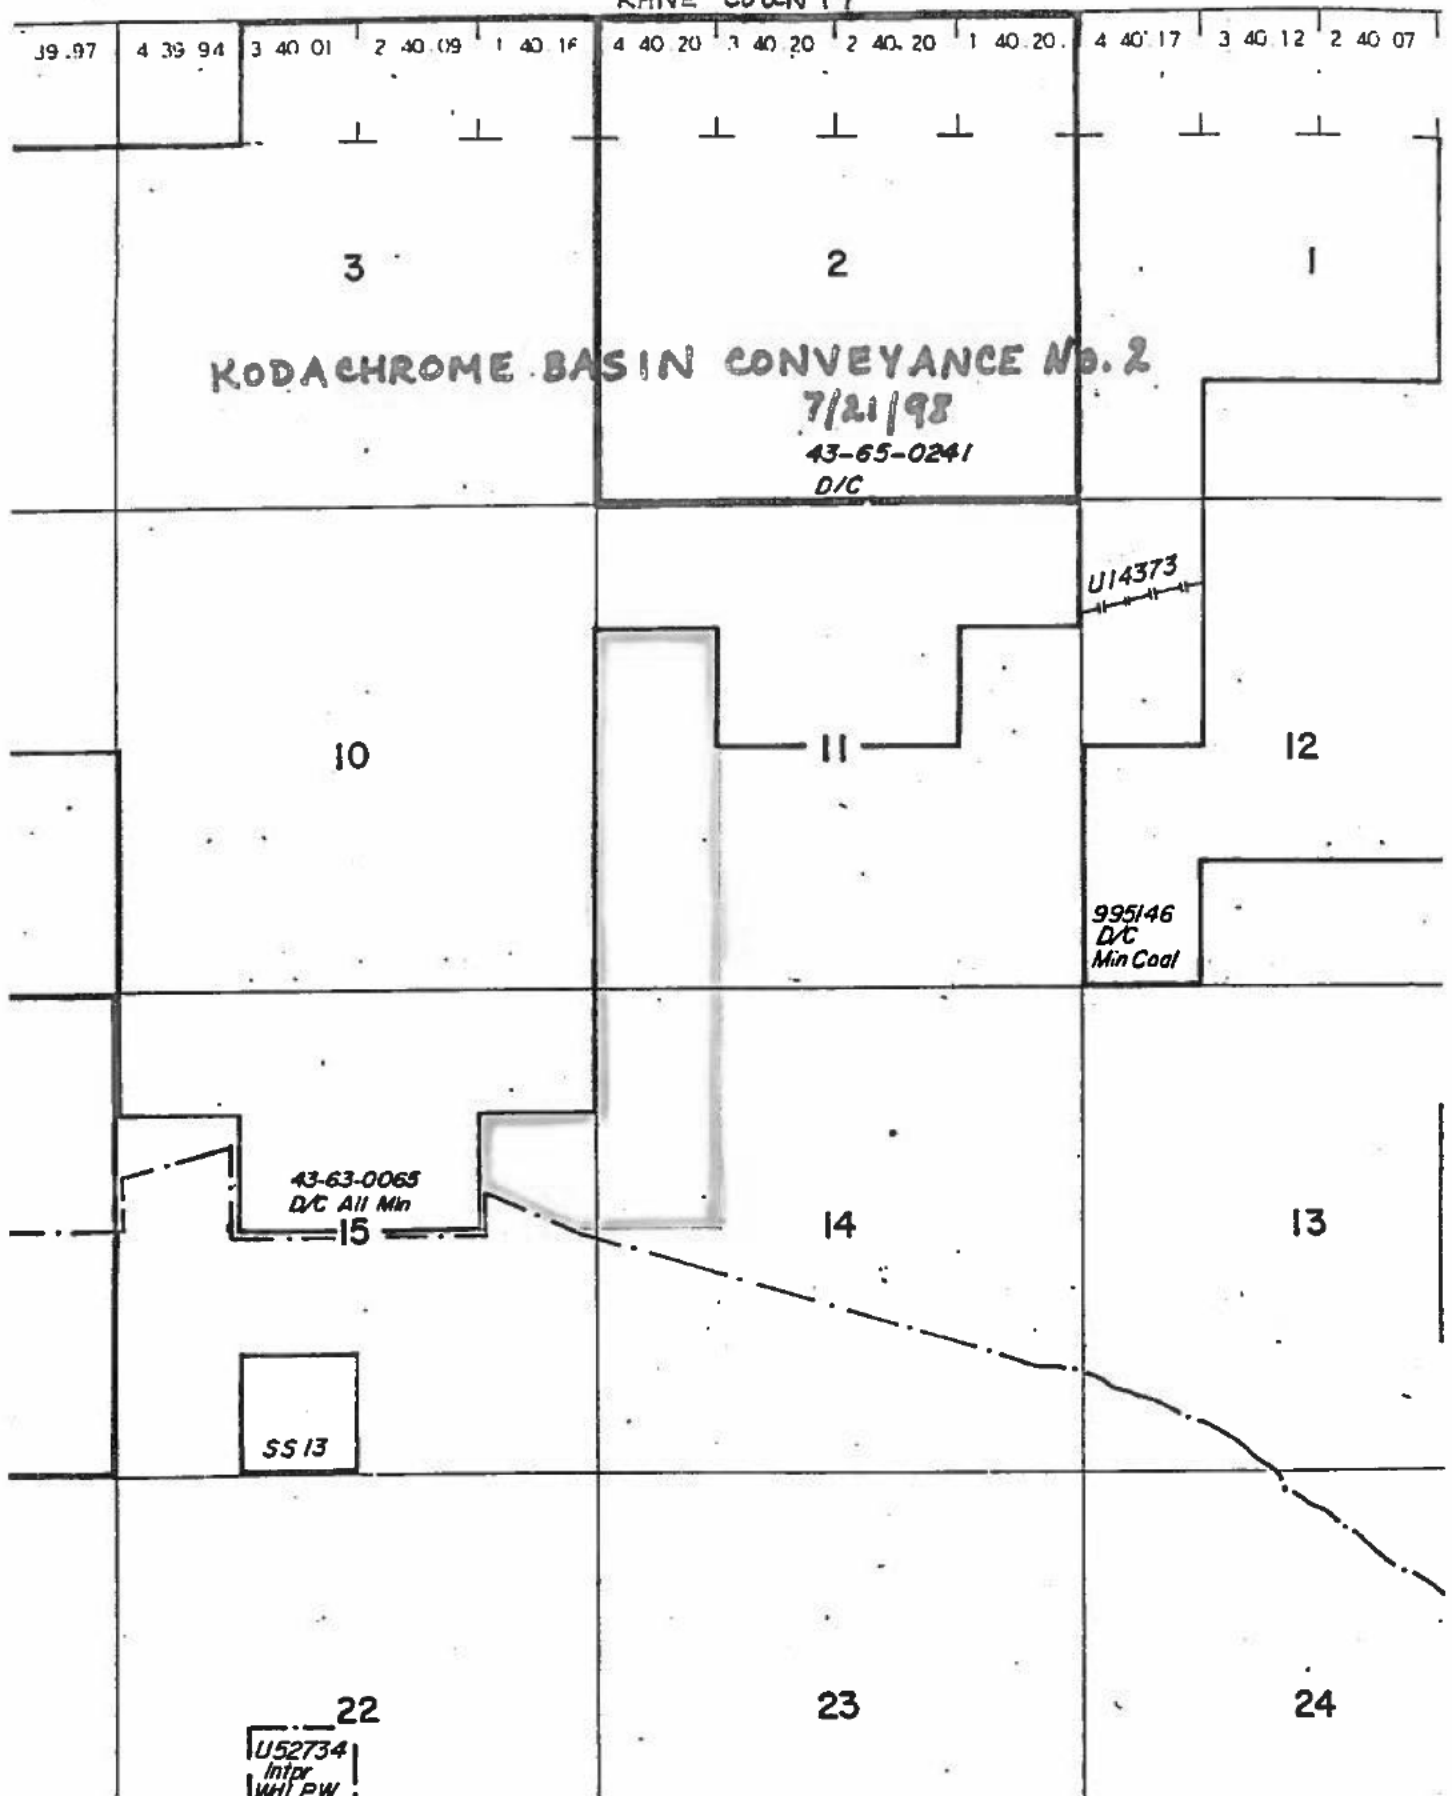 KANE COUNTY
39.97 4 39 94 3 40 01 2 40.09 1 40.16 4 40.20 3 40.20 2 40.20 1 40.20. 4 40.17 3 40.12 2 40 07
3 2 1
KODACHROME BASIN CONVEYANCE No. 2
7/21/98
43-65-0241
D/C
U14373
10 11 12
995146
D/C
Min Coal
43-63-0065
D/C All Min
15 14 13
SS 13
22 23 24
U52734
Intpr